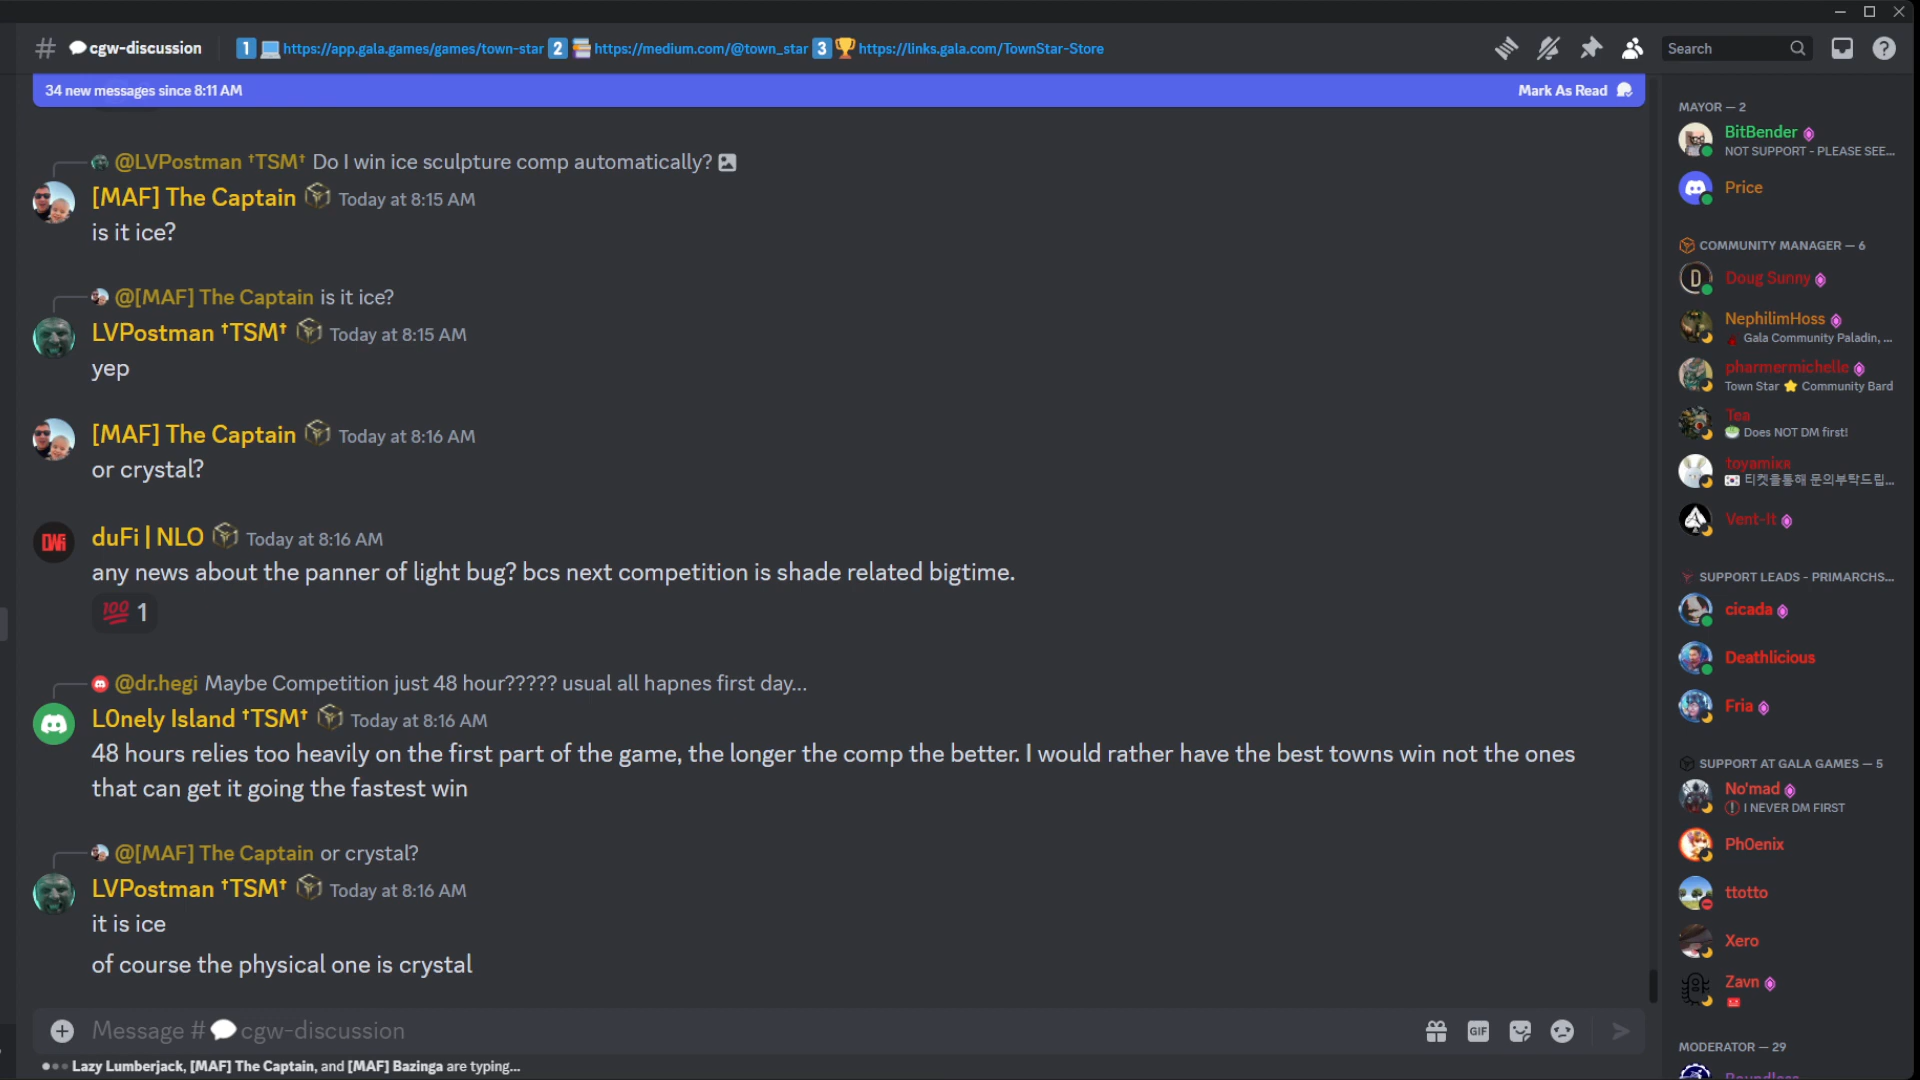 cgw-discussion
1 https://app.gala.games/games/town-star 2 https://medium.com/@town_star 3 https://links.gala.com/TownStar-Store
Search
34 new messages since 8:11 AM
Mark As Read
@LVPostman †TSM† Do I win ice sculpture comp automatically?
[MAF] The Captain Today at 8:15 AM
is it ice?
@[MAF] The Captain is it ice?
LVPostman †TSM† Today at 8:15 AM
yep
[MAF] The Captain Today at 8:16 AM
or crystal?
duFi | NLO Today at 8:16 AM
any news about the panner of light bug? bcs next competition is shade related bigtime.
100 1
@dr.hegi Maybe Competition just 48 hour????? usual all hapnes first day...
L0nely Island †TSM† Today at 8:16 AM
48 hours relies too heavily on the first part of the game, the longer the comp the better. I would rather have the best towns win not the ones
that can get it going the fastest win
@[MAF] The Captain or crystal?
LVPostman †TSM† Today at 8:16 AM
it is ice
of course the physical one is crystal
Message # cgw-discussion
GIF
Lazy Lumberjack, [MAF] The Captain, and [MAF] Bazinga are typing...
MAYOR — 2
BitBender
NOT SUPPORT - PLEASE SEE...
Price
COMMUNITY MANAGER — 6
Doug Sunny
NephilimHoss
Gala Community Paladin, ...
pharmermichelle
Town Star Community Bard
Tea
Does NOT DM first!
toyamiKR
티켓을통해 문의부탁드립...
Vent-It
SUPPORT LEADS - PRIMARCHS...
cicada
Deathlicious
Fria
SUPPORT AT GALA GAMES — 5
No'mad
I NEVER DM FIRST
Ph0enix
ttotto
Xero
Zavn
MODERATOR — 29